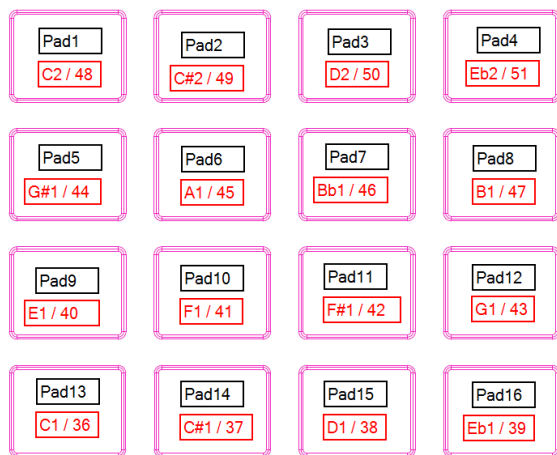 Pad1
C2 / 48
Pad2
C#2 / 49
Pad3
D2 / 50
Pad4
Eb2 / 51
Pad5
G#1 / 44
Pad6
A1 / 45
Pad7
Bb1 / 46
Pad8
B1 / 47
Pad9
E1 / 40
Pad10
F1 / 41
Pad11
F#1 / 42
Pad12
G1 / 43
Pad13
C1 / 36
Pad14
C#1 / 37
Pad15
D1 / 38
Pad16
Eb1 / 39